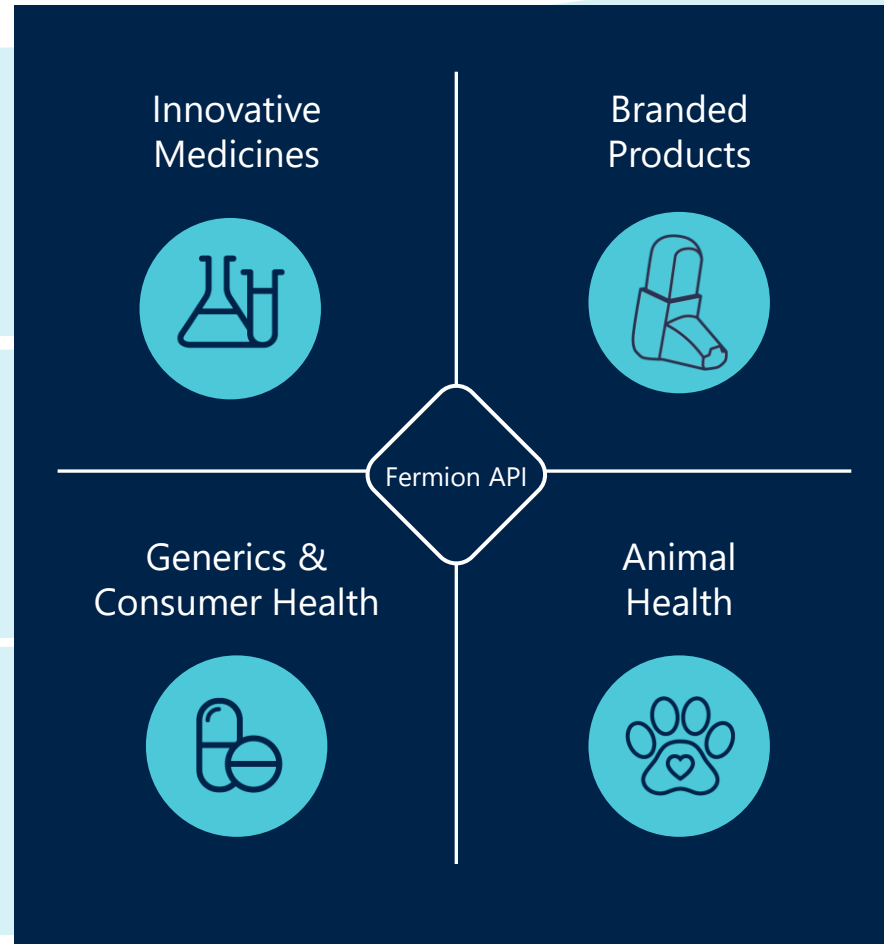 Innovative
Medicines
Branded
Products
Fermion API
Generics &
Consumer Health
Animal
Health